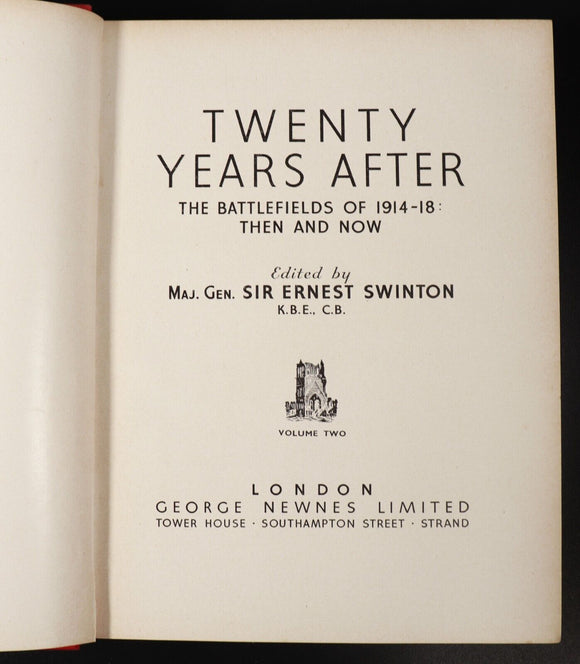 TWENTY
YEARS AFTER
THE BATTLEFIELDS OF 1914-18:
THEN AND NOW
Edited by
MAJ. GEN. SIR ERNEST SWINTON
K.B.E., C.B.
VOLUME TWO
LONDON
GEORGE NEWNES LIMITED
TOWER HOUSE · SOUTHAMPTON STREET · STRAND